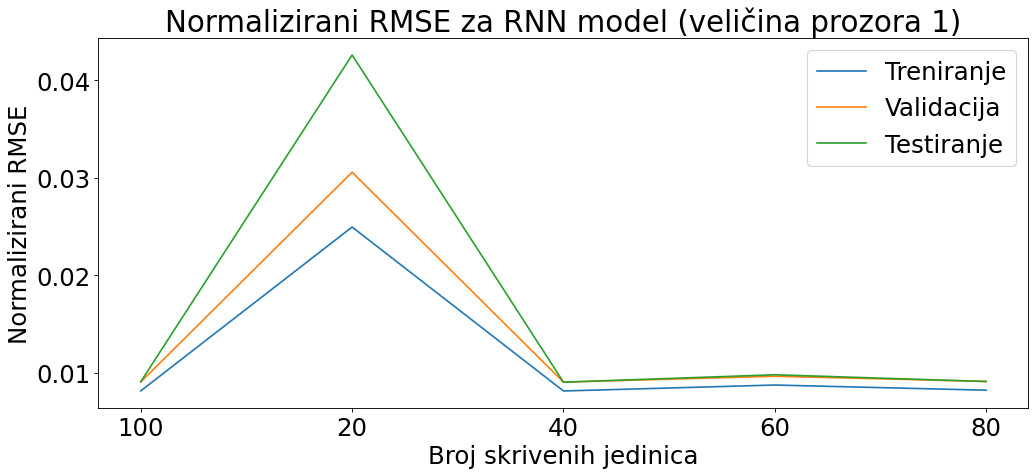 Normalizirani RMSE za RNN model (veličina prozora 1)
Normalizirani RMSE
0.04
0.03
0.02
0.01
Treniranje
Validacija
Testiranje
100 20 40 60 80
Broj skrivenih jedinica